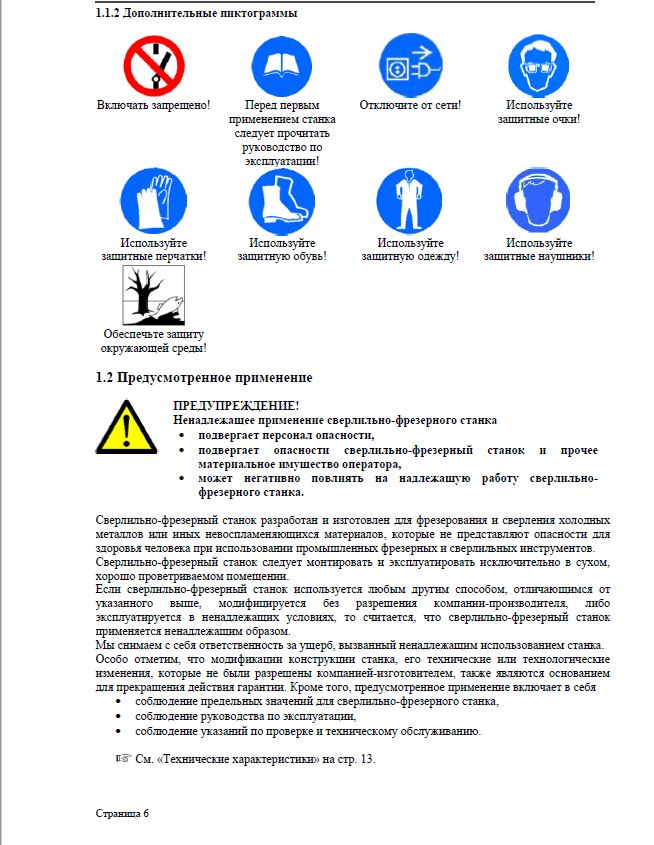 1.1.2 Дополнительные пиктограммы
Включать запрещено!
Перед первым
применением станка
следует прочитать
руководство по
эксплуатации!
Отключите от сети!
Используйте
защитные очки!
Используйте
защитные перчатки!
Используйте
защитную обувь!
Используйте
защитную одежду!
Используйте
защитные наушники!
Обеспечьте защиту
окружающей среды!
1.2 Предусмотренное применение
ПРЕДУПРЕЖДЕНИЕ!
Ненадлежащее применение сверлильно-фрезерного станка
• подвергает персонал опасности,
• подвергает опасности сверлильно-фрезерный станок и прочее
материальное имущество оператора,
• может негативно повлиять на надлежащую работу сверлильно-
фрезерного станка.
Сверлильно-фрезерный станок разработан и изготовлен для фрезерования и сверления холодных
металлов или иных невоспламеняющихся материалов, которые не представляют опасности для
здоровья человека при использовании промышленных фрезерных и сверлильных инструментов.
Сверлильно-фрезерный станок следует монтировать и эксплуатировать исключительно в сухом,
хорошо проветриваемом помещении.
Если сверлильно-фрезерный станок используется любым другим способом, отличающимся от
указанного выше, модифицируется без разрешения компании-производителя, либо
эксплуатируется в ненадлежащих условиях, то считается, что сверлильно-фрезерный станок
применяется ненадлежащим образом.
Мы снимаем с себя ответственность за ущерб, вызванный ненадлежащим использованием станка.
Особо отметим, что модификации конструкции станка, его технические или технологические
изменения, которые не были разрешены компанией-изготовителем, также являются основанием
для прекращения действия гарантии. Кроме того, предусмотренное применение включает в себя
• соблюдение предельных значений для сверлильно-фрезерного станка,
• соблюдение руководства по эксплуатации,
• соблюдение указаний по проверке и техническому обслуживанию.
☞ См. «Технические характеристики» на стр. 13.
Страница 6